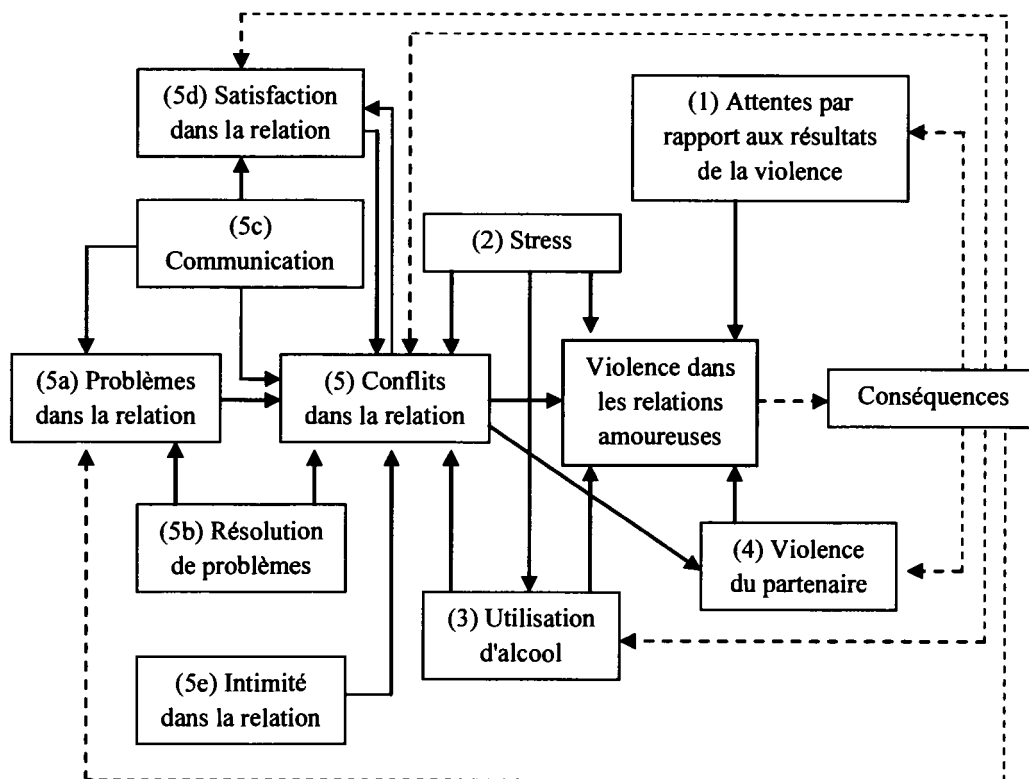 (5d) Satisfaction
dans la relation
(1) Attentes par
rapport aux résultats
de la violence
(5c)
Communication
(2) Stress
(5a) Problèmes
dans la relation
(5) Conflits
dans la relation
Violence dans
les relations
amoureuses
Conséquences
(5b) Résolution
de problèmes
(4) Violence
du partenaire
(3) Utilisation
d'alcool
(5e) Intimité
dans la relation